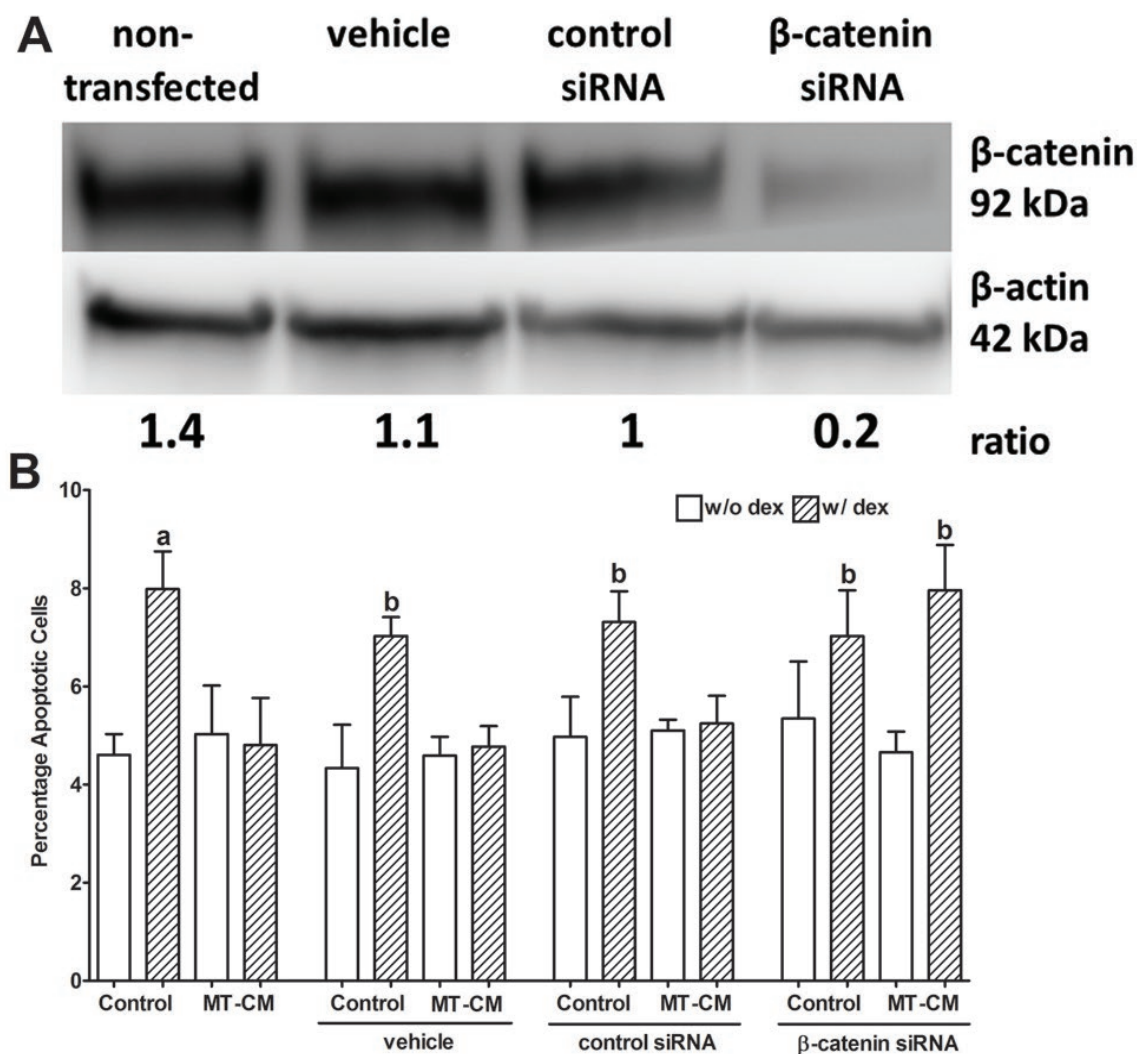 A
non-
transfected
vehicle
control
siRNA
β-catenin
siRNA
β-catenin
92 kDa
β-actin
42 kDa
1.4 1.1 1 0.2 ratio
B
w/o dex w/ dex
Percentage Apoptotic Cells
10
8
6
4
2
0
a
b
b
b
b
Control MT-CM Control MT-CM Control MT-CM Control MT-CM
vehicle control siRNA β-catenin siRNA